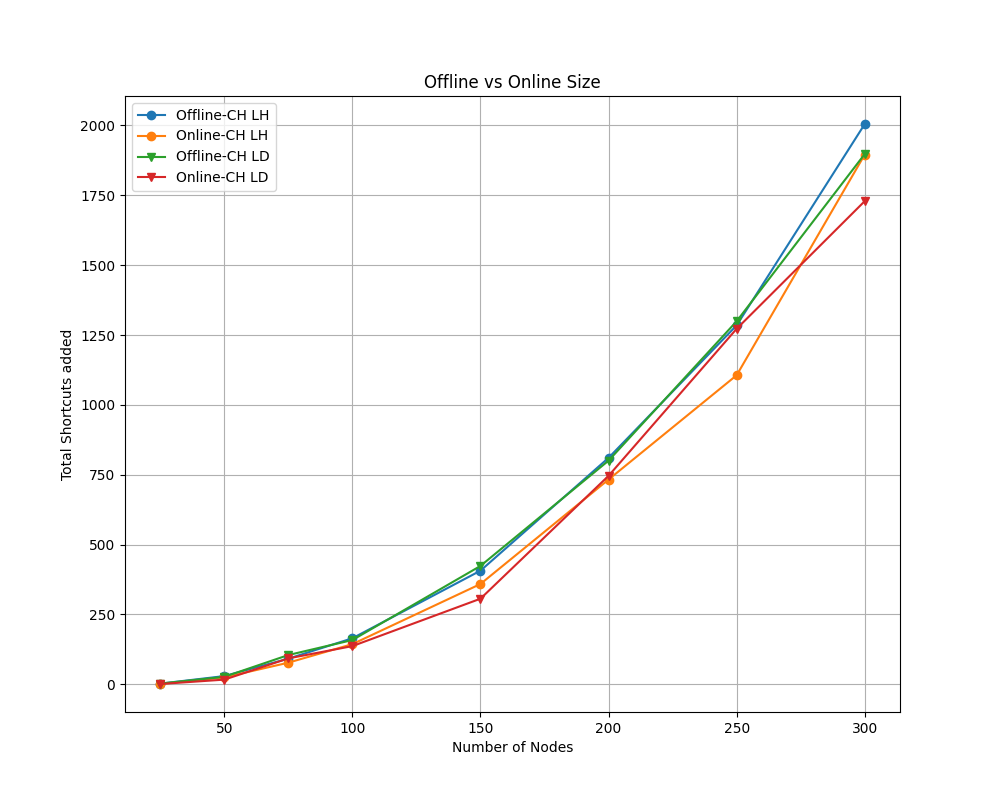 Offline vs Online Size
Offline-CH LH
Online-CH LH
Offline-CH LD
Online-CH LD
Total Shortcuts added
2000
1750
1500
1250
1000
750
500
250
0
50 100 150 200 250 300
Number of Nodes